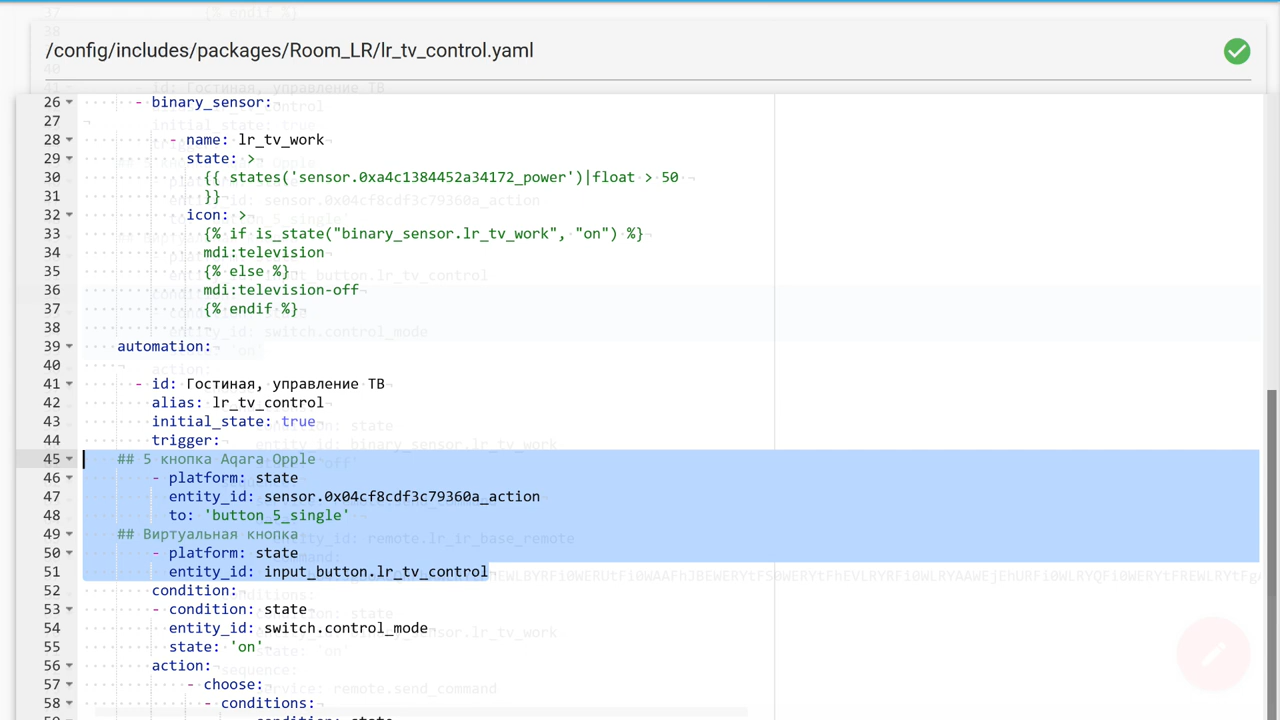 /config/includes/packages/Room_LR/lr_tv_control.yaml
26 - binary_sensor:
27
28 - name: lr_tv_work
29 state: >
30 {{ states('sensor.0xa4c1384452a34172_power')|float > 50
31 }}
32 icon: >
33 {% if is_state("binary_sensor.lr_tv_work", "on") %}
34 mdi:television
35 {% else %}
36 mdi:television-off
37 {% endif %}
38
39 automation:
40
41 - id: Гостиная, управление ТВ
42 alias: lr_tv_control
43 initial_state: true
44 trigger:
45 ## 5 кнопка Aqara Opple
46 - platform: state
47 entity_id: sensor.0x04cf8cdf3c79360a_action
48 to: 'button_5_single'
49 ## Виртуальная кнопка
50 - platform: state
51 entity_id: input_button.lr_tv_control
52 condition:
53 - condition: state
54 entity_id: switch.control_mode
55 state: 'on'
56 action:
57 - choose:
58 - conditions: